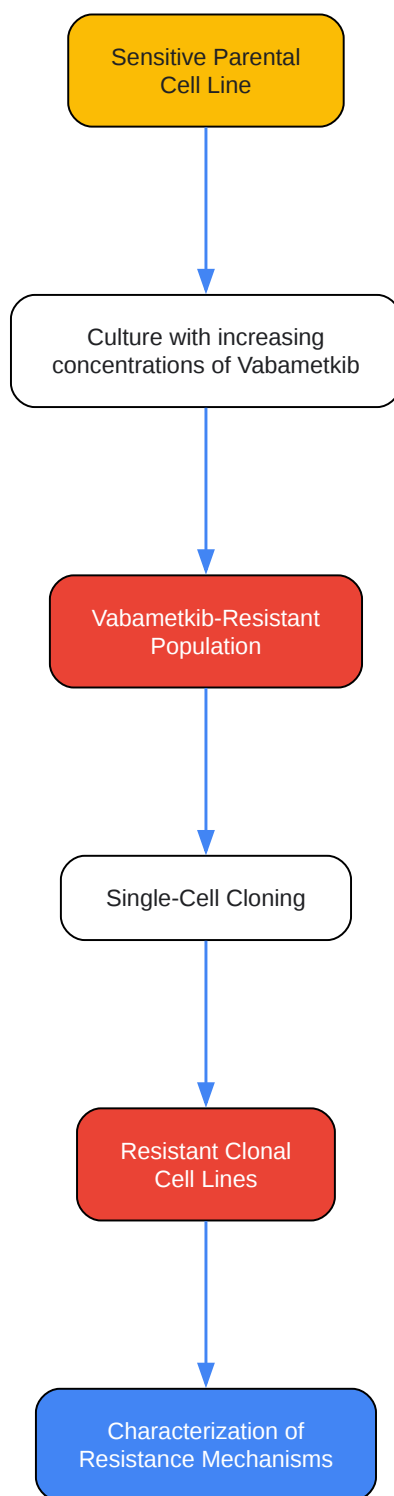 Sensitive Parental
Cell Line
Culture with increasing
concentrations of Vabametkib
Vabametkib-Resistant
Population
Single-Cell Cloning
Resistant Clonal
Cell Lines
Characterization of
Resistance Mechanisms